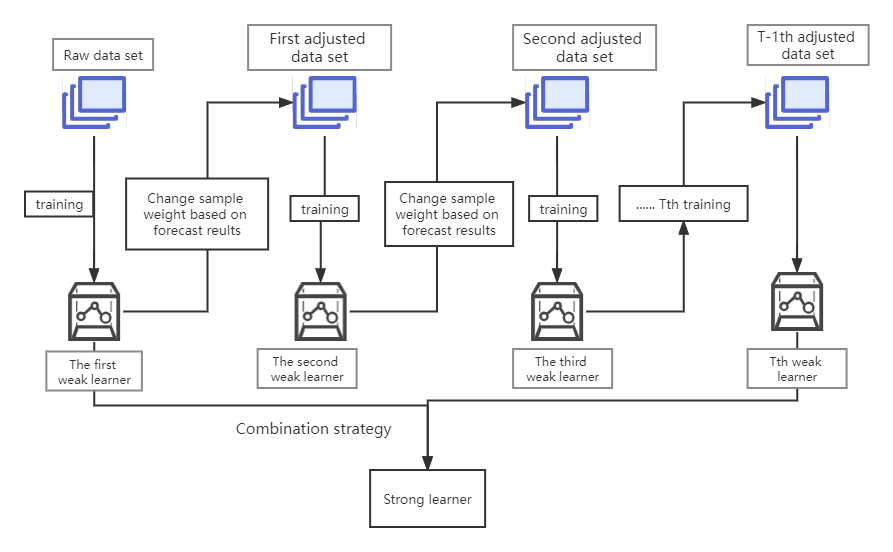 Raw data set
First adjusted
data set
Second adjusted
data set
T-1th adjusted
data set
training
Change sample
weight based on
forecast reults
training
Change sample
weight based on
forecast results
training
...... Tth training
The first
weak learner
The second
weak learner
The third
weak learner
Tth weak
learner
Combination strategy
Strong learner